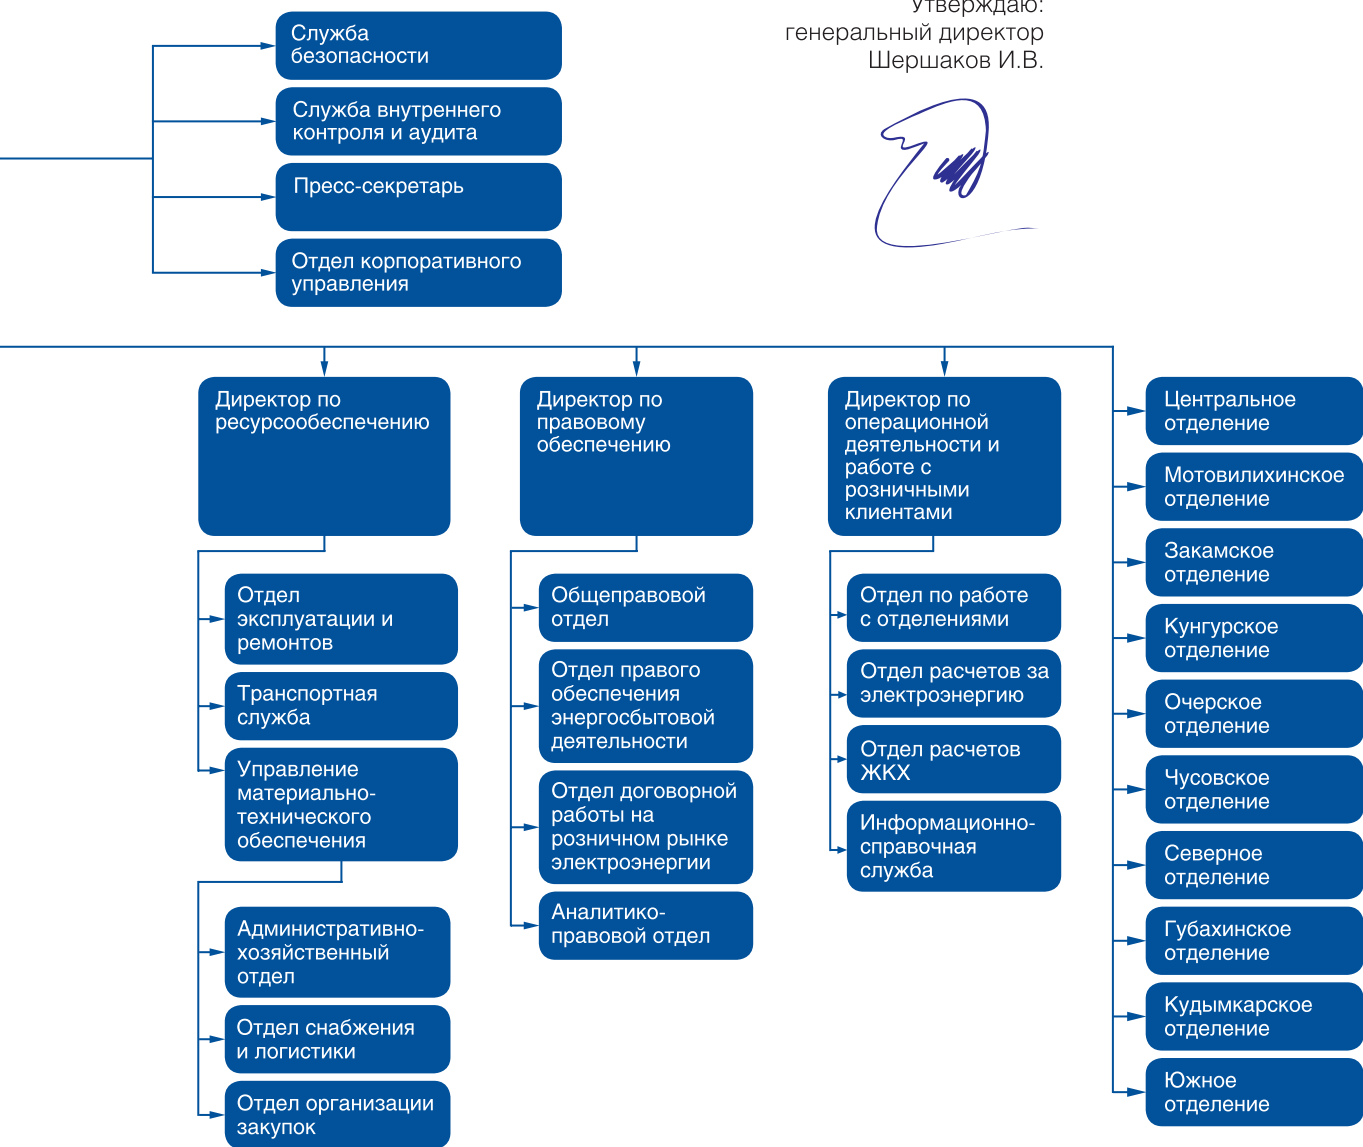 Утверждаю:
генеральный директор
Шершаков И.В.
Служба
безопасности
Служба внутреннего
контроля и аудита
Пресс-секретарь
Отдел корпоративного
управления
Директор по
ресурсообеспечению
Отдел
эксплуатации и
ремонтов
Транспортная
служба
Управление
материально-
технического
обеспечения
Административно-
хозяйственный
отдел
Отдел снабжения
и логистики
Отдел организации
закупок
Директор по
правовому
обеспечению
Общеправовой
отдел
Отдел правого
обеспечения
энергосбытовой
деятельности
Отдел договорной
работы на
розничном рынке
электроэнергии
Аналитико-
правовой отдел
Директор по
операционной
деятельности и
работе с
розничными
клиентами
Отдел по работе
с отделениями
Отдел расчетов за
электроэнергию
Отдел расчетов
ЖКХ
Информационно-
справочная
служба
Центральное
отделение
Мотовилихинское
отделение
Закамское
отделение
Кунгурское
отделение
Очерское
отделение
Чусовское
отделение
Северное
отделение
Губахинское
отделение
Кудымкарское
отделение
Южное
отделение